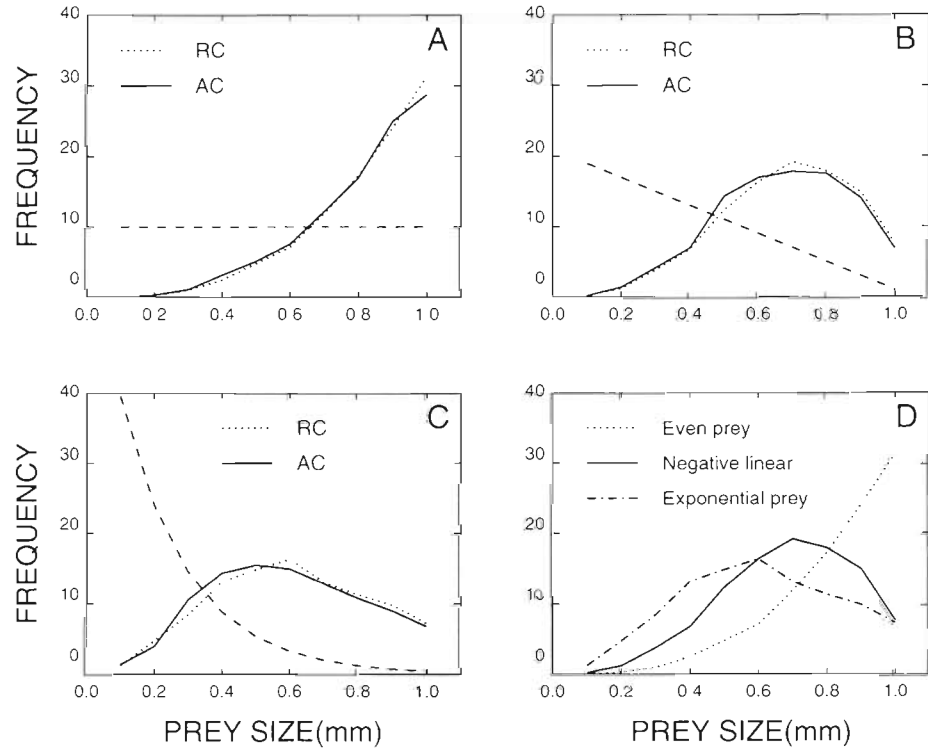 A
RC
AC
FREQUENCY
40
30
20
10
0
0.0 0.2 0.4 0.6 0.8 1.0
B
RC
AC
40
30
20
10
0
0.0 0.2 0.4 0.6 0.8 1.0
C
RC
AC
FREQUENCY
40
30
20
10
0
0.0 0.2 0.4 0.6 0.8 1.0
PREY SIZE(mm)
D
Even prey
Negative linear
Exponential prey
40
30
20
10
0
0.0 0.2 0.4 0.6 0.8 1.0
PREY SIZE(mm)